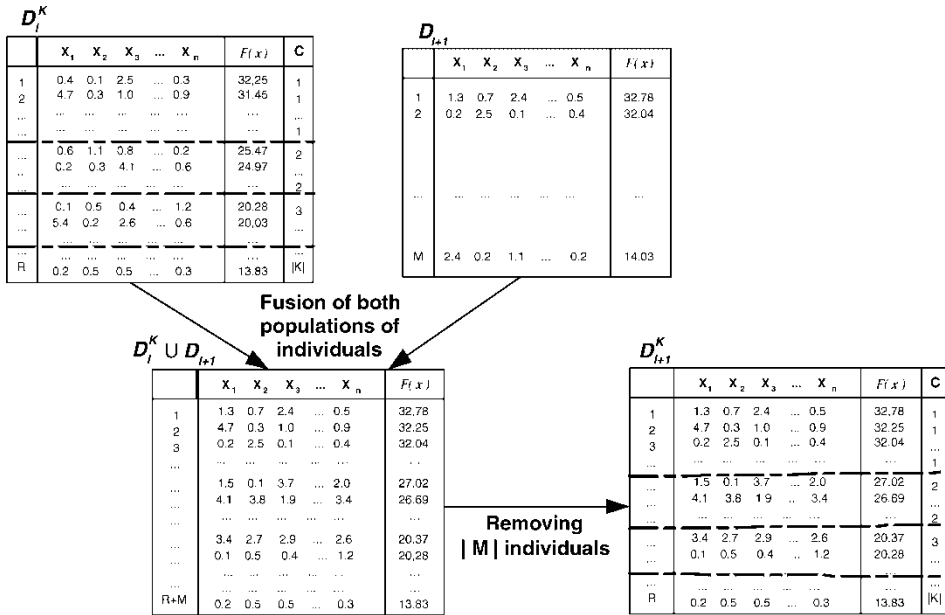 D_l^K
X1 X2 X3 ... Xn F(x) C
1 0.4 0.1 2.5 ... 0.3 32,25 1
2 4.7 0.3 1.0 ... 0.9 31.45 1
... ... ... ... ... ... ...
... ... ... ... ... ... 1
... 0.6 1.1 0.8 ... 0.2 25.47 2
.. 0.2 0.3 4.1 ... 0.6 24.97 ...
... ... ... ... ... ... 2
... 0.1 0.5 0.4 ... 1.2 20.28 3
... 5.4 0.2 2.6 ... 0.6 20,03 ...
... ... ... ... ... ...
... ... ... ... ... ... ...
R 0.2 0.5 0.5 ... 0.3 13.83 |K|
D_l+1
X1 X2 X3 ... Xn F(x)
1 1.3 0.7 2.4 ... 0.5 32.78
2 0.2 2.5 0.1 ... 0.4 32.04
... ... ... ... ... ...
M 2.4 0.2 1.1 ... 0.2 14.03
Fusion of both
populations of
individuals
D_l^K ∪ D_l+1
X1 X2 X3 ... Xn F(x)
1 1.3 0.7 2.4 ... 0.5 32,78
2 4.7 0.3 1.0 ... 0.9 32.25
3 0.2 2.5 0.1 ... 0.4 32.04
... ... ... ... ... ... ...
1.5 0.1 3.7 ... 2.0 27.02
... 4.1 3.8 1.9 ... 3.4 26.69
... ... ... ... ... ...
... 3.4 2.7 2.9 ... 2.6 20.37
... 0.1 0.5 0.4 ... 1.2 20,28
... ... ... ... ... ...
... ... ... ... ... ...
R+M 0.2 0.5 0.5 ... 0.3 13.83
Removing
| M | individuals
D_l+1^K
X1 X2 X3 ... Xn F(x) C
1 1.3 0.7 2.4 ... 0.5 32,78 1
2 4.7 0.3 1.0 ... 0.9 32.25 1
3 0.2 2.5 0.1 ... 0.4 32.04 ...
... ... ... ... ... ... 1
... 1.5 0.1 3.7 ... 2.0 27.02 2
... 4.1 3.8 1.9 .. 3.4 26.69 ...
... ... ... ... ... ... 2
... 3.4 2.7 2.9 ... 2.6 20.37 3
... 0.1 0.5 0.4 .. 1.2 20.28 ...
... ... ... ... ... ...
... ... ... ... ... ... ...
R 0.2 0.5 0.5 ... 0.3 13.83 |K|